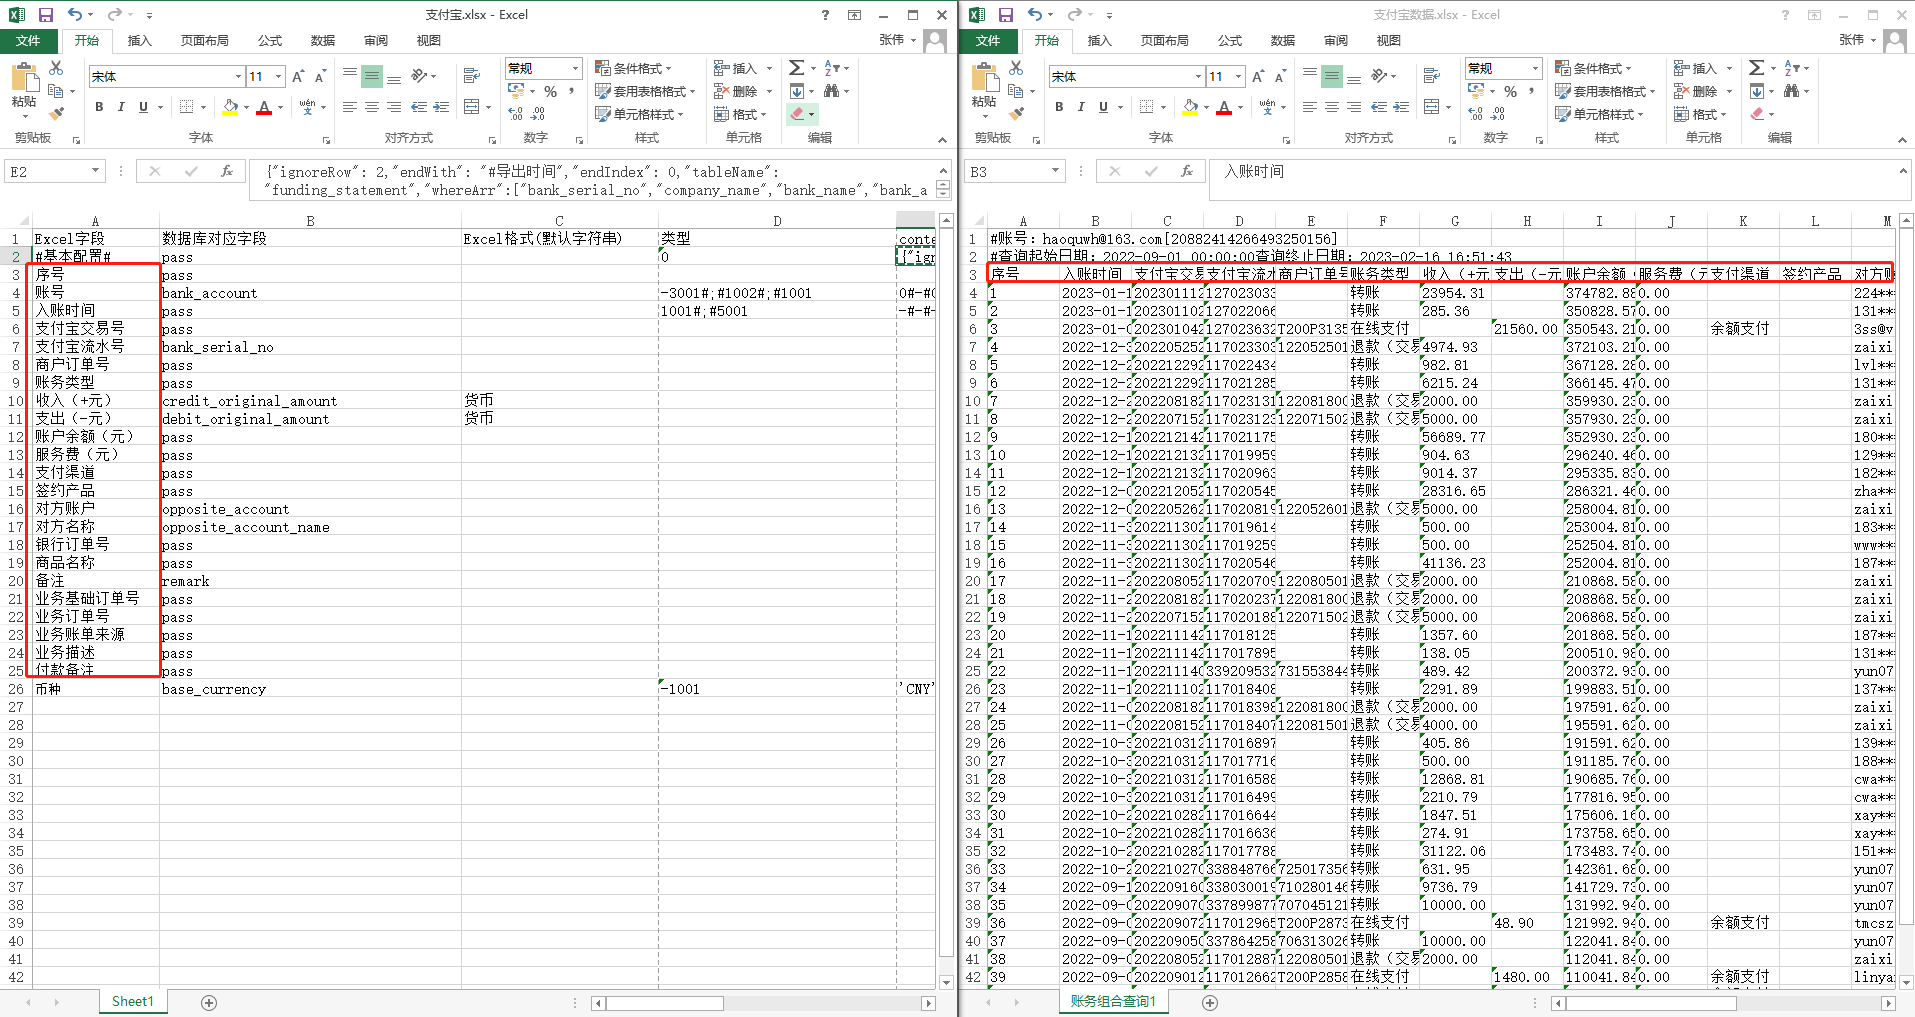 支付宝.xlsx - Excel
文件 开始 插入 页面布局 公式 数据 审阅 视图 张伟
粘贴 宋体 11 常规 条件格式 插入
套用表格格式 删除
B I U A wén % 单元格样式 格式
剪贴板 字体 对齐方式 数字 样式 单元格 编辑
E2 fx {"ignoreRow": 2,"endWith": "#导出时间","endIndex": 0,"tableName":
"funding_statement","whereArr":["bank_serial_no","company_name","bank_name","bank_a
A B C D
1 Excel字段 数据库对应字段 Excel格式(默认字符串) 类型 conte
2 #基本配置# pass 0 {"ign
3 序号 pass
4 账号 bank_account -3001#;#1002#;#1001 0#-#0
5 入账时间 pass 1001#;#5001 -#-#-
6 支付宝交易号 pass
7 支付宝流水号 bank_serial_no
8 商户订单号 pass
9 账务类型 pass
10 收入（+元） credit_original_amount 货币
11 支出（-元） debit_original_amount 货币
12 账户余额（元） pass
13 服务费（元） pass
14 支付渠道 pass
15 签约产品 pass
16 对方账户 opposite_account
17 对方名称 opposite_account_name
18 银行订单号 pass
19 商品名称 pass
20 备注 remark
21 业务基础订单号 pass
22 业务订单号 pass
23 业务账单来源 pass
24 业务描述 pass
25 付款备注 pass
26 币种 base_currency -1001 'CNY'
27
28
29
30
31
32
33
34
35
36
37
38
39
40
41
42
Sheet1
支付宝数据.xlsx - Excel
文件 开始 插入 页面布局 公式 数据 审阅 视图 张伟
粘贴 宋体 11 常规 条件格式 插入
套用表格格式 删除
B I U A wén % 单元格样式 格式
剪贴板 字体 对齐方式 数字 样式 单元格 编辑
B3 fx 入账时间
A B C D E F G H I J K L M
1 #账号：haoquwh@163.com[20882414266493250156]
2 #查询起始日期：2022-09-01 00:00:00查询终止日期：2023-02-16 16:51:43
3 序号 入账时间 支付宝交易 支付宝流水 商户订单号 账务类型 收入（+元 支出（-元 账户余额 服务费（元 支付渠道 签约产品 对方账
4 1 2023-01-1 202301112 127023033 转账 23954.31 374782.88 0.00 224**
5 2 2023-01-1 202301102 127022066 转账 285.36 350828.57 0.00 131**
6 3 2023-01-0 202301042 127023632 T200P3135 在线支付 21560.00 350543.21 0.00 余额支付 3ss@v
7 4 2022-12-3 202205252 117023303 122052501 退款（交易 4974.93 372103.21 0.00 zaixi
8 5 2022-12-2 202212292 117022434 转账 982.81 367128.28 0.00 lvl**
9 6 2022-12-2 202212292 117021285 转账 6215.24 366145.47 0.00 131**
10 7 2022-12-2 202208182 117023131 122081800 退款（交易 2000.00 359930.23 0.00 zaixi
11 8 2022-12-2 202207152 117023123 122071502 退款（交易 5000.00 357930.23 0.00 zaixi
12 9 2022-12-1 202212142 117021175 转账 56689.77 352930.23 0.00 180**
13 10 2022-12-1 202212132 117019959 转账 904.63 296240.46 0.00 129**
14 11 2022-12-1 202212132 117020963 转账 9014.37 295335.83 0.00 182**
15 12 2022-12-0 202212052 117020545 转账 28316.65 286321.46 0.00 zha**
16 13 2022-12-0 202205262 117020819 122052601 退款（交易 5000.00 258004.81 0.00 zaixi
17 14 2022-11-3 202211302 117019614 转账 500.00 253004.81 0.00 183**
18 15 2022-11-3 202211302 117019259 转账 500.00 252504.81 0.00 www**
19 16 2022-11-3 202211302 117020546 转账 41136.23 252004.81 0.00 187**
20 17 2022-11-2 202208052 117020709 122080501 退款（交易 2000.00 210868.58 0.00 zaixi
21 18 2022-11-2 202208182 117020237 122081800 退款（交易 2000.00 208868.58 0.00 zaixi
22 19 2022-11-2 202207152 117020188 122071502 退款（交易 5000.00 206868.58 0.00 zaixi
23 20 2022-11-1 202211142 117018125 转账 1357.60 201868.58 0.00 187**
24 21 2022-11-1 202211142 117017895 转账 138.05 200510.98 0.00 131**
25 22 2022-11-1 202211140 339209532 731553844 转账 489.42 200372.93 0.00 yun07
26 23 2022-11-1 202211102 117018408 转账 2291.89 199883.51 0.00 137**
27 24 2022-11-0 202208182 117018398 122081800 退款（交易 2000.00 197591.62 0.00 zaixi
28 25 2022-11-0 202208152 117018407 122081501 退款（交易 4000.00 195591.62 0.00 zaixi
29 26 2022-10-3 202210312 117016897 转账 405.86 191591.62 0.00 139**
30 27 2022-10-3 202210312 117017716 转账 500.00 191185.76 0.00 188**
31 28 2022-10-3 202210312 117016588 转账 12868.81 190685.76 0.00 cwa**
32 29 2022-10-3 202210312 117016499 转账 2210.79 177816.95 0.00 cwa**
33 30 2022-10-2 202210282 117016644 转账 1847.51 175606.16 0.00 xay**
34 31 2022-10-2 202210282 117016636 转账 274.91 173758.65 0.00 xay**
35 32 2022-10-2 202210282 117017788 转账 31122.06 173483.74 0.00 151**
36 33 2022-10-2 202210270 338848766 725017356 转账 631.95 142361.68 0.00 yun07
37 34 2022-09-1 202209160 338030019 710280146 转账 9736.79 141729.73 0.00 yun07
38 35 2022-09-0 202209070 337899877 707045121 转账 10000.00 131992.94 0.00 yun07
39 36 2022-09-0 202209072 117012965 T200P2873 在线支付 48.90 121992.94 0.00 余额支付 tmcsz
40 37 2022-09-0 202209050 337864258 706313026 转账 10000.00 122041.84 0.00 yun07
41 38 2022-09-0 202208052 117012887 122080501 退款（交易 2000.00 112041.84 0.00 zaixi
42 39 2022-09-0 202209012 117012662 T200P2858 在线支付 1480.00 110041.84 0.00 余额支付 linya
账务组合查询1